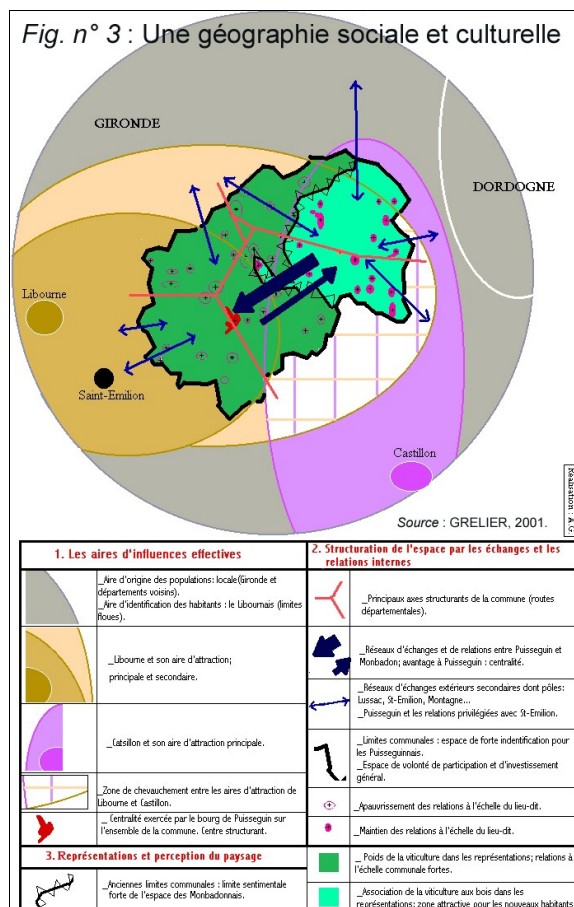 Fig. n° 3 : Une géographie sociale et culturelle
GIRONDE
DORDOGNE
Libourne
Saint-Emilion
Castillon
Source : GRELIER, 2001.
Réalisation : A.G.
1. Les aires d'influences effectives
_Aire d'origine des populations: locale(Gironde et
départements voisins).
_Aire d'identification des habitants : le Libournais (limites
floues).
_Libourne et son aire d'attraction;
principale et secondaire.
_Catsillon et son aire d'attraction principale.
_Zone de chevauchement entre les aires d'attraction de
Libourne et Castillon.
_ Centralité exercée par le bourg de Puisseguin sur
l'ensemble de la commune. Centre structurant.
3. Représentations et perception du paysage
_Anciennes limites communales : limite sentimentale
forte de l'espace des Monbadonnais.
2. Structuration de l'espace par les échanges et les
relations internes
_Principaux axes structurants de la commune (routes
départementales).
_Réseaux d'échanges et de relations entre Puisseguin et
Monbadon; avantage à Puisseguin : centralité.
_Réseaux d'échanges extérieurs secondaires dont pôles:
Lussac, St-Emilion, Montagne...
_Puisseguin et les relations privilégiées avec St-Emilion.
_Limites communales : espace de forte indentification pour
les Puisseguinnais.
_Espace de volonté de participation et d'investissement
général.
_Apauvrissement des relations à l'échelle du lieu-dit.
_Maintien des relations à l'échelle du lieu-dit.
_ Poids de la viticulture dans les représentations; relations à
l'échelle communale fortes.
_Association de la viticulture aux bois dans les
représentations; zone attractive pour les nouveaux habitants